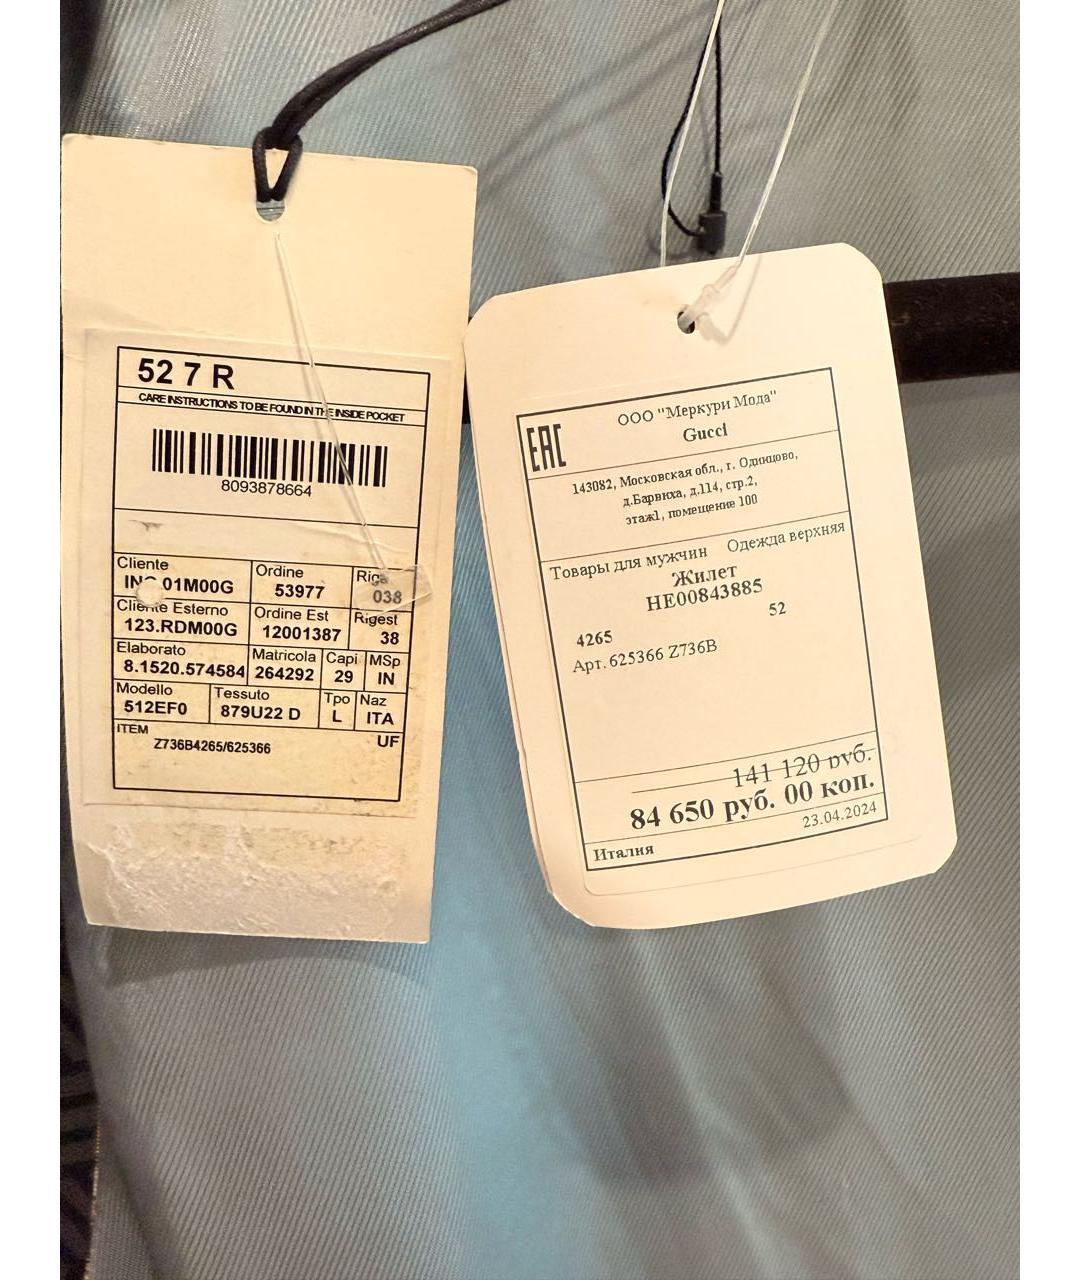 52 7 R
CARE INSTRUCTIONS TO BE FOUND IN THE INSIDE POCKET
8093878664
Cliente Ordine Riga
01M00G 53977 038
Cliente Esterno Ordine Est Rigest
123.RDM00G 12001387 38
Elaborato Matricola Capi MSp
8.1520.574584 264292 29 IN
Modello Tessuto Tpo Naz
512EF0 879U22 D L ITA
ITEM UF
Z736B4265/625366
EAC
ООО "Меркури Мода"
Gucci
143082, Московская обл., г. Одинцово,
д.Барвиха, д.114, стр.2,
этаж1, помещение 100
Товары для мужчин Одежда верхняя
Жилет
HE00843885
52
4265
Арт. 625366 Z736B
141 120 руб.
84 650 руб. 00 коп.
23.04.2024
Италия